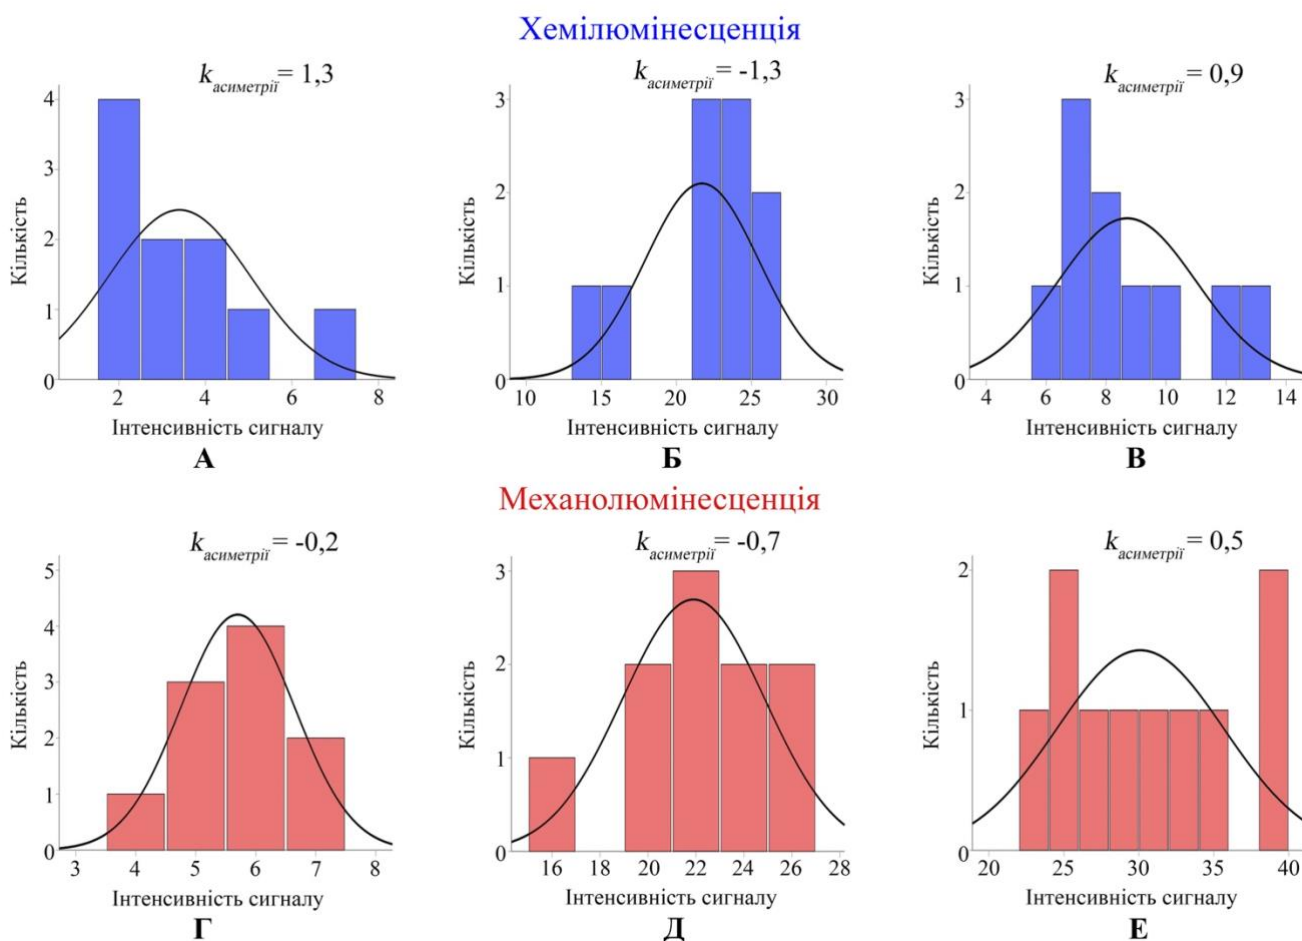 Хемілюмінесценція
k асиметрії = 1,3
4
3
2
1
0
Кількість
2 4 6 8
Інтенсивність сигналу
А
k асиметрії = -1,3
3
2
1
0
Кількість
10 15 20 25 30
Інтенсивність сигналу
Б
k асиметрії = 0,9
3
2
1
0
Кількість
4 6 8 10 12 14
Інтенсивність сигналу
В
Механолюмінесценція
k асиметрії = -0,2
5
4
3
2
1
0
Кількість
3 4 5 6 7 8
Інтенсивність сигналу
Г
k асиметрії = -0,7
3
2
1
0
Кількість
16 18 20 22 24 26 28
Інтенсивність сигналу
Д
k асиметрії = 0,5
2
1
0
Кількість
20 25 30 35 40
Інтенсивність сигналу
Е